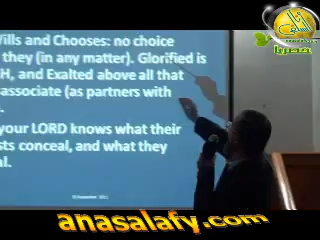 Wills and Chooses: no choice
they (in any matter). Glorified is
H, and Exalted above all that
associate (as partners with
your LORD knows what their
sts conceal, and what they
al.
anasalafy.com